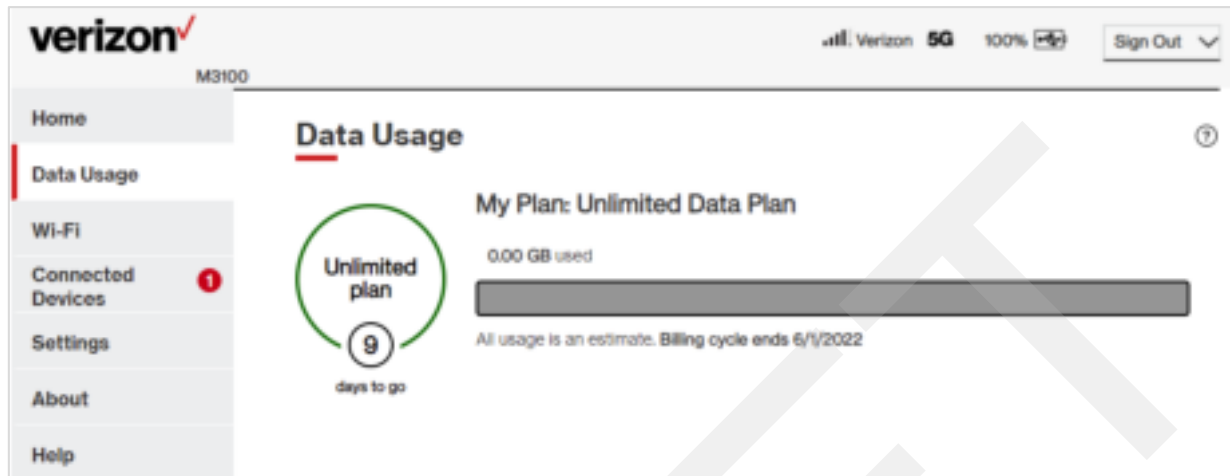 verizon
Verizon 5G 100% Sign Out
M3100
Home
Data Usage
Wi-Fi
Connected
Devices
1
Settings
About
Help
Data Usage
?
Unlimited
plan
9
days to go
My Plan: Unlimited Data Plan
0.00 GB used
All usage is an estimate. Billing cycle ends 6/1/2022